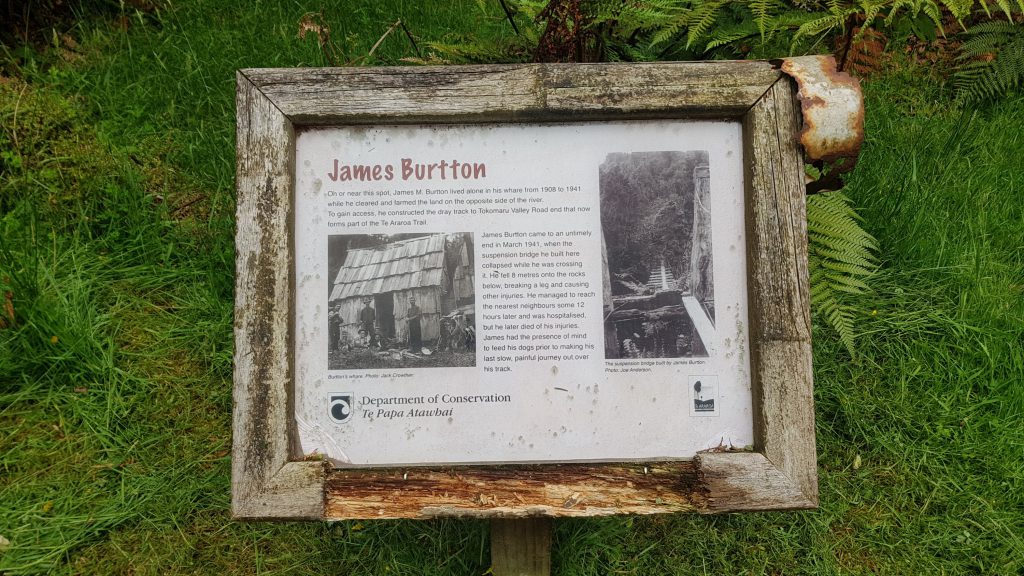 James Burtton
On or near this spot, James M. Burtton lived alone in his whare from 1908 to 1941
while he cleared and farmed the land on the opposite side of the river.
To gain access, he constructed the dray track to Tokomaru Valley Road end that now
forms part of the Te Araroa Trail.
James Burtton came to an untimely
end in March 1941, when the
suspension bridge he built here
collapsed while he was crossing
it. He fell 8 metres onto the rocks
below, breaking a leg and causing
other injuries. He managed to reach
the nearest neighbours some 12
hours later and was hospitalised,
but he later died of his injuries.
James had the presence of mind
to feed his dogs prior to making his
last slow, painful journey out over
his track.
Burtton's whare. Photo: Jack Crowther.
The suspension bridge built by James Burtton.
Photo: Joe Anderson.
Department of Conservation
Te Papa Atawhai
TE ARAROA